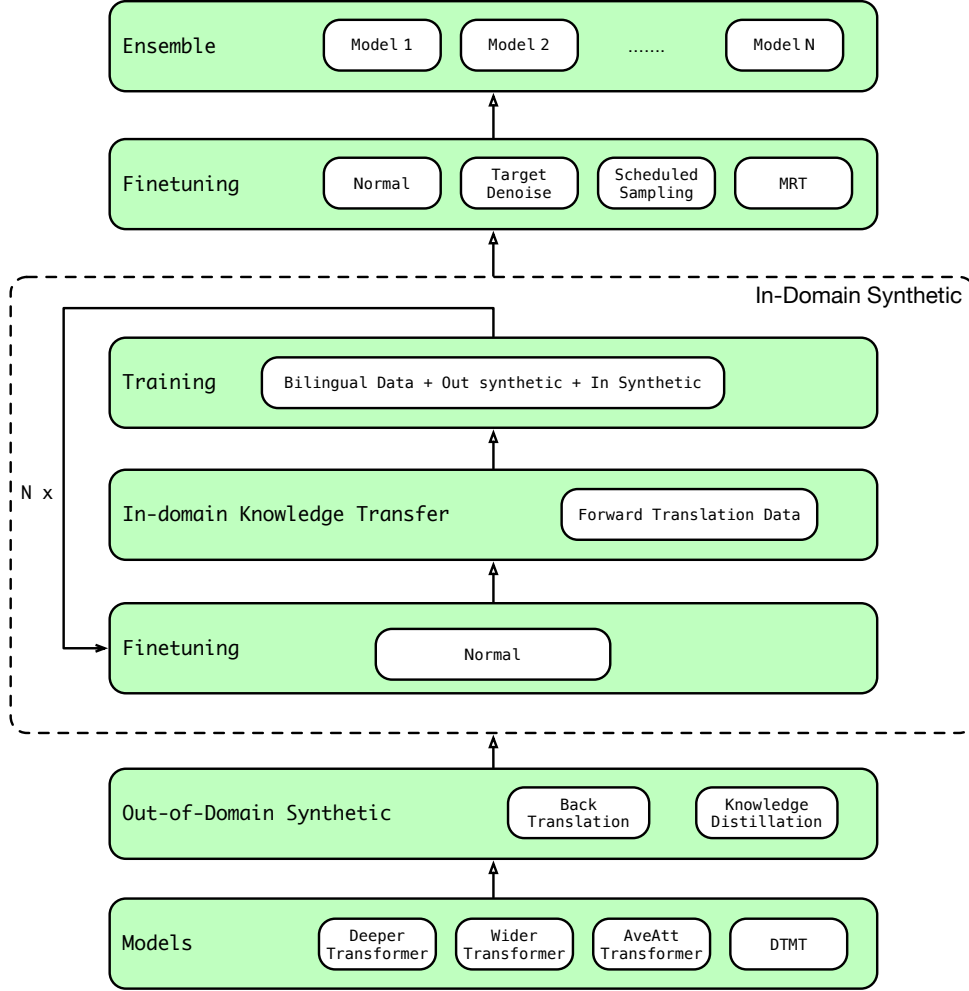 Ensemble
Model 1
Model 2
.......
Model N
Finetuning
Normal
Target
Denoise
Scheduled
Sampling
MRT
In-Domain Synthetic
Training
Bilingual Data + Out synthetic + In Synthetic
N x
In-domain Knowledge Transfer
Forward Translation Data
Finetuning
Normal
Out-of-Domain Synthetic
Back
Translation
Knowledge
Distillation
Models
Deeper
Transformer
Wider
Transformer
AveAtt
Transformer
DTMT